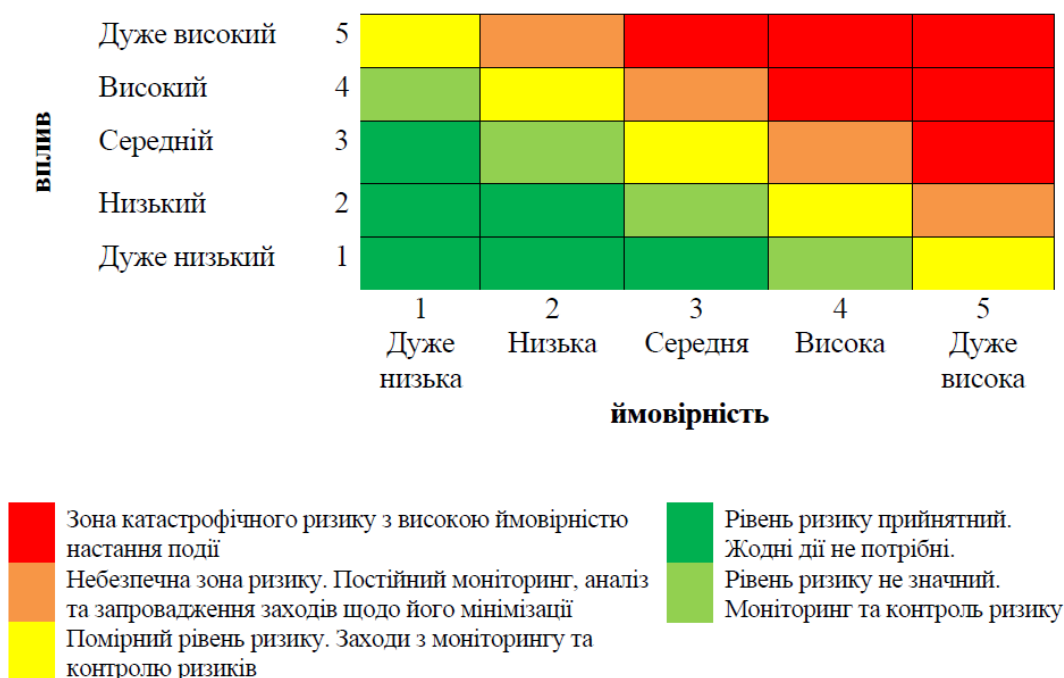 вплив
Дуже високий 5
Високий 4
Середній 3
Низький 2
Дуже низький 1
1 2 3 4 5
Дуже Низька Середня Висока Дуже
низька висока
ймовірність
Зона катастрофічного ризику з високою ймовірністю
настання події
Небезпечна зона ризику. Постійний моніторинг, аналіз
та запровадження заходів щодо його мінімізації
Помірний рівень ризику. Заходи з моніторингу та
контролю ризиків
Рівень ризику прийнятний.
Жодні дії не потрібні.
Рівень ризику не значний.
Моніторинг та контроль ризику